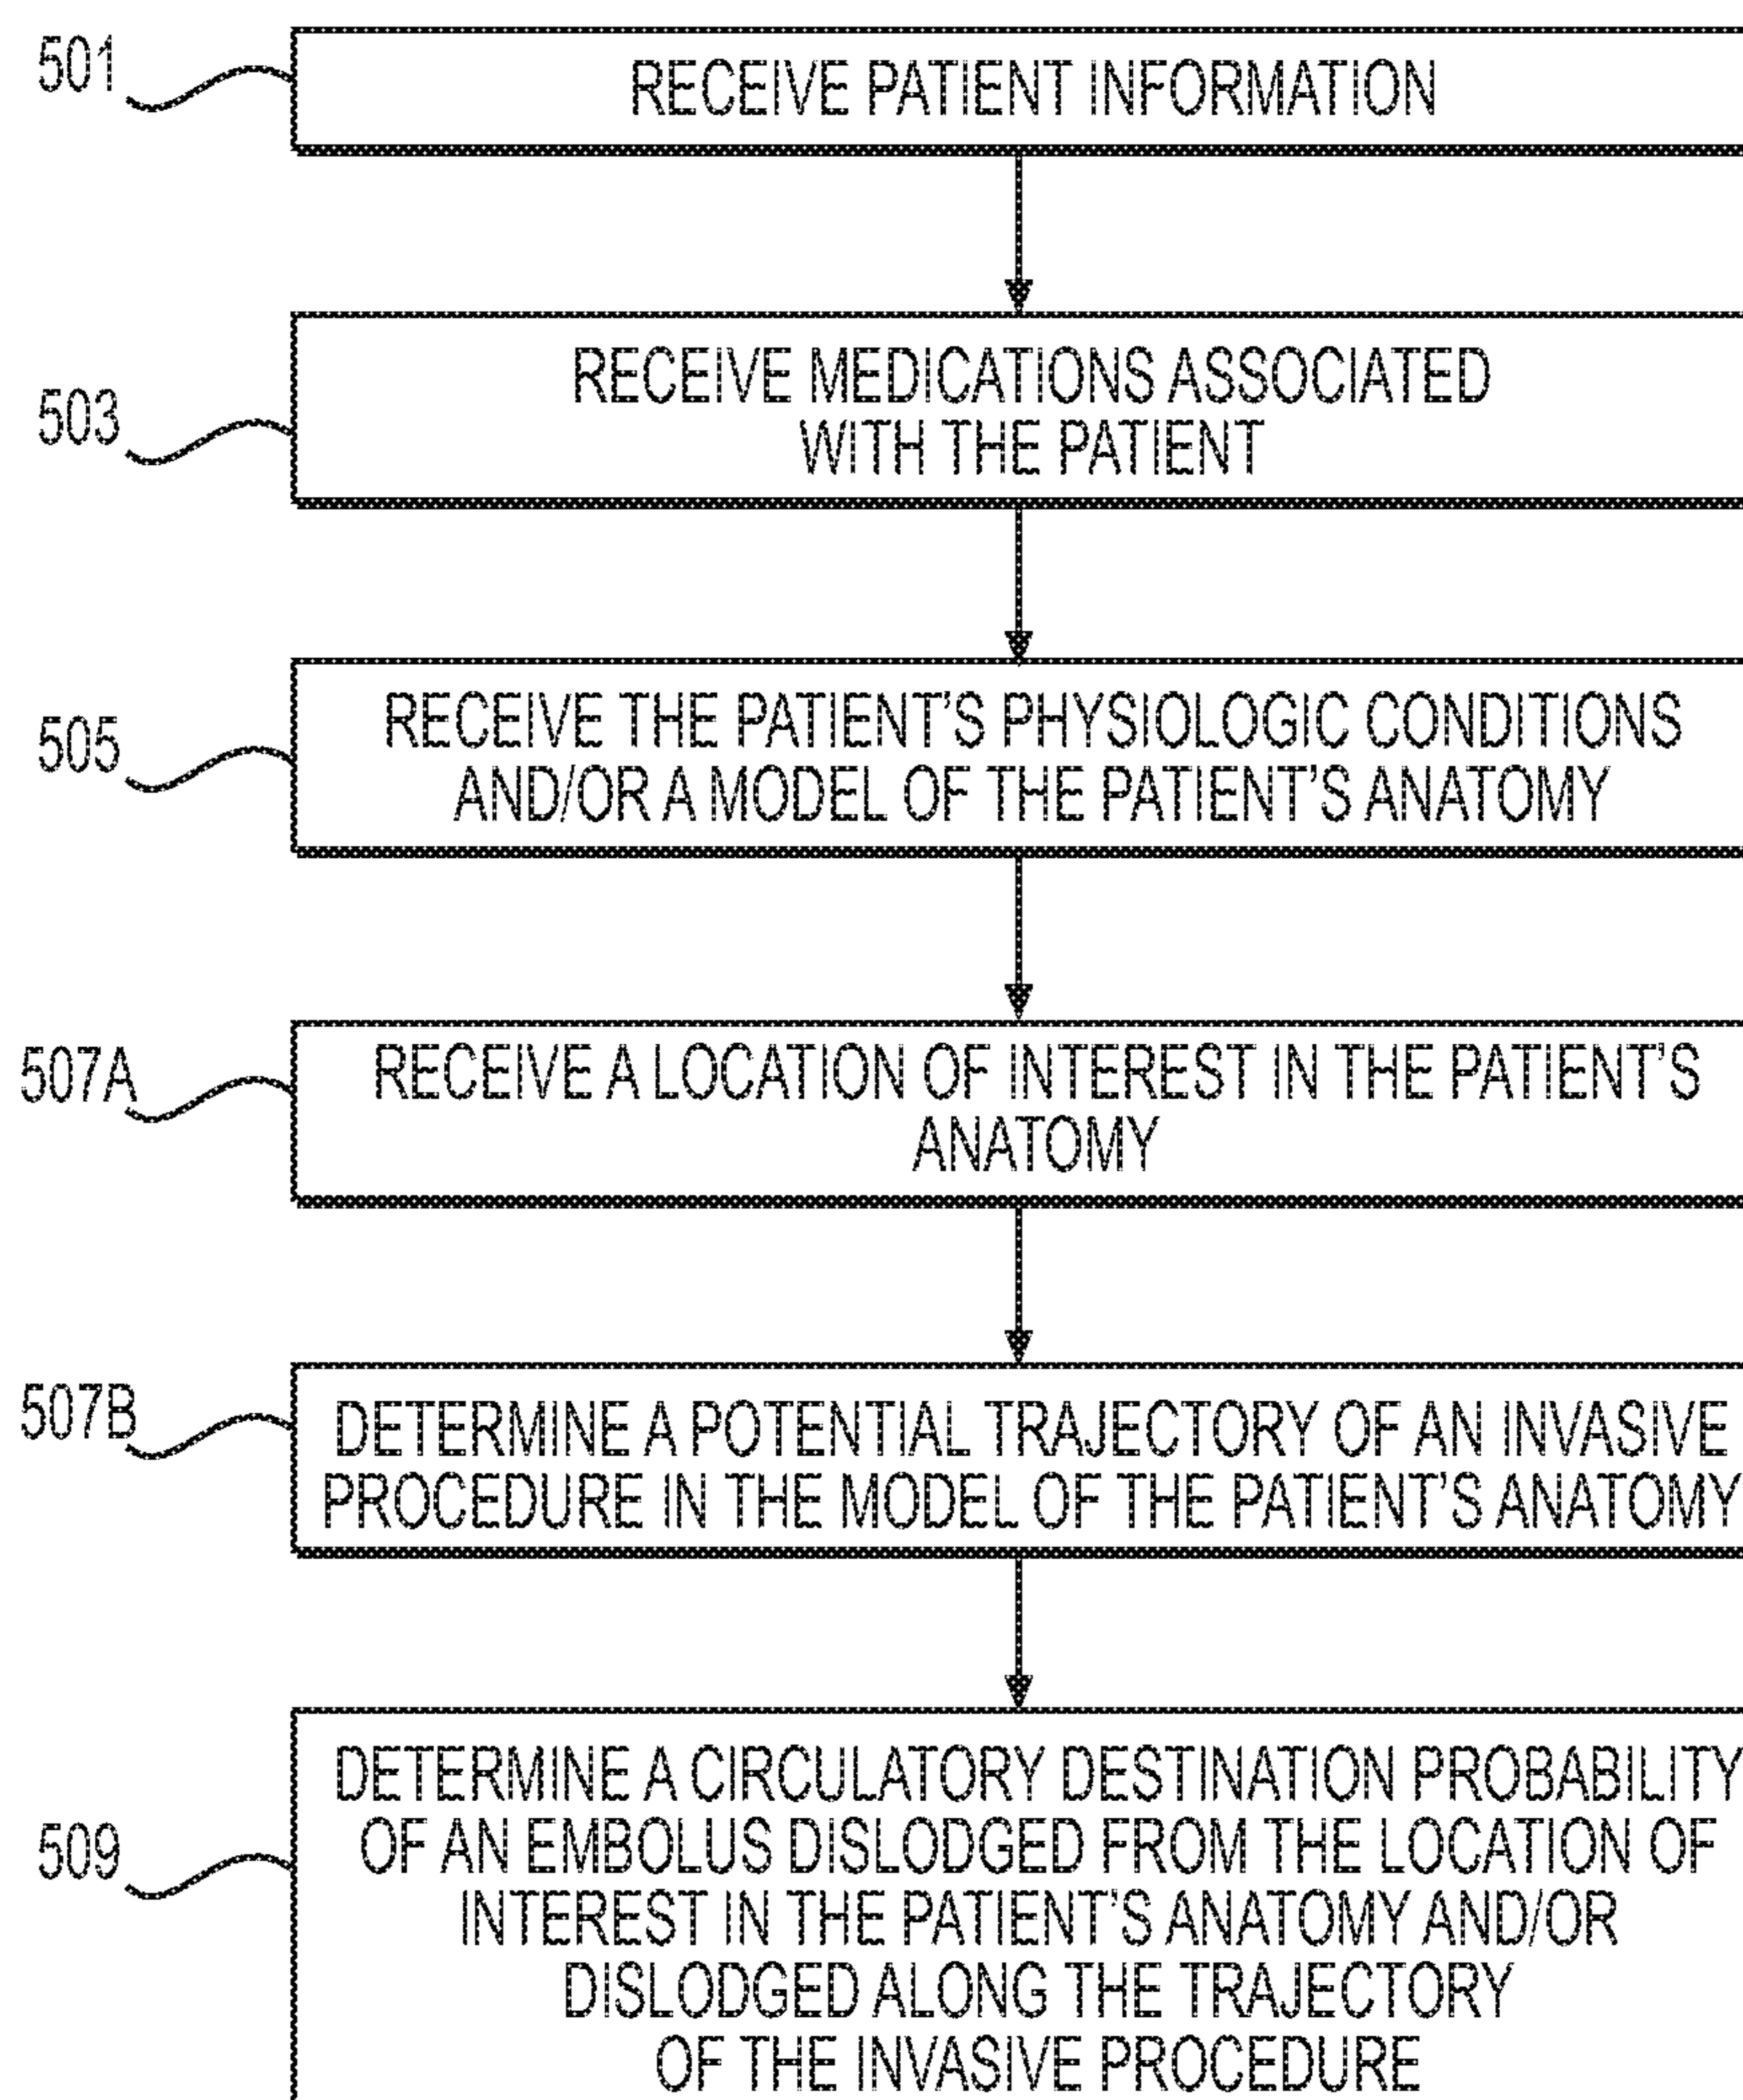 501
RECEIVE PATIENT INFORMATION
503
RECEIVE MEDICATIONS ASSOCIATED
WITH THE PATIENT
505
RECEIVE THE PATIENT'S PHYSIOLOGIC CONDITIONS
AND/OR A MODEL OF THE PATIENT'S ANATOMY
507A
RECEIVE A LOCATION OF INTEREST IN THE PATIENT'S
ANATOMY
507B
DETERMINE A POTENTIAL TRAJECTORY OF AN INVASIVE
PROCEDURE IN THE MODEL OF THE PATIENT'S ANATOMY
509
DETERMINE A CIRCULATORY DESTINATION PROBABILITY
OF AN EMBOLUS DISLODGED FROM THE LOCATION OF
INTEREST IN THE PATIENT'S ANATOMY AND/OR
DISLODGED ALONG THE TRAJECTORY
OF THE INVASIVE PROCEDURE